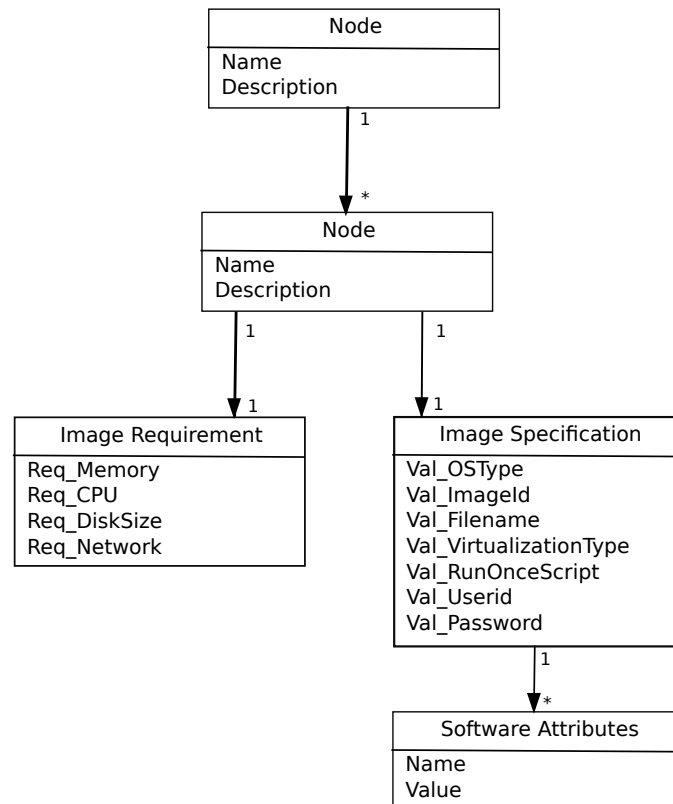 Node
Name
Description
1
*
Node
Name
Description
1
1
1
1
Image Requirement
Req_Memory
Req_CPU
Req_DiskSize
Req_Network
Image Specification
Val_OSType
Val_ImageId
Val_Filename
Val_VirtualizationType
Val_RunOnceScript
Val_Userid
Val_Password
1
*
Software Attributes
Name
Value